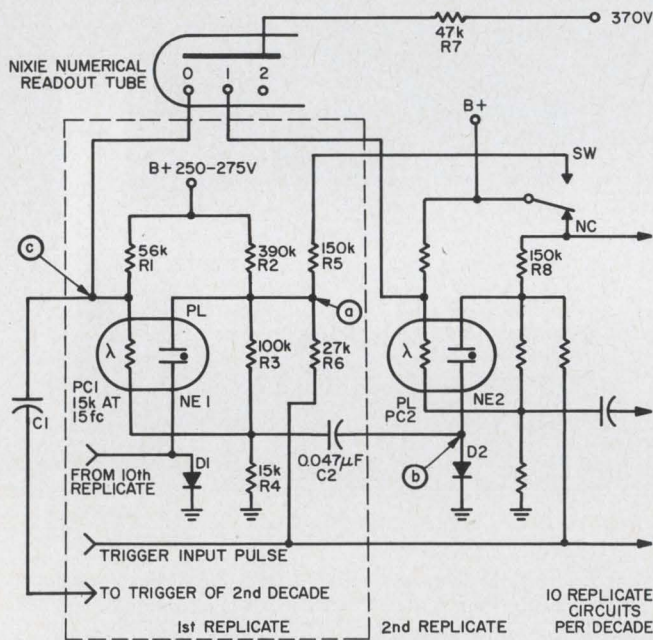 370V
47k
R7
NIXIE NUMERICAL
READOUT TUBE
0 1 2
B+
SW
B+ 250-275V
NC
c
56k
R1
390k
R2
150k
R5
150k
R8
a
PL
λ
100k
R3
27k
R6
λ
PC1
15k AT
15fc
NE1
PL
PC2
NE2
C1
0.047μF
C2
D2
FROM 10th
REPLICATE
D1
15k
R4
b
TRIGGER INPUT PULSE
TO TRIGGER OF 2nd DECADE
1st REPLICATE
2nd REPLICATE
10 REPLICATE
CIRCUITS
PER DECADE